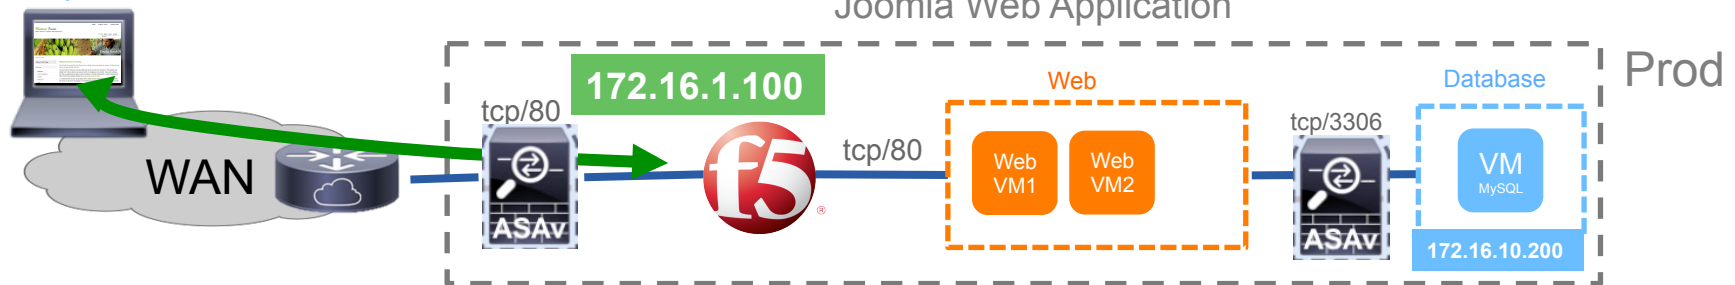 Joomla Web Application
Prod
172.16.1.100
Web
Database
tcp/80
tcp/3306
tcp/80
WAN
f5
®
Web
VM1
Web
VM2
VM
MySQL
ASAv
ASAv
172.16.10.200